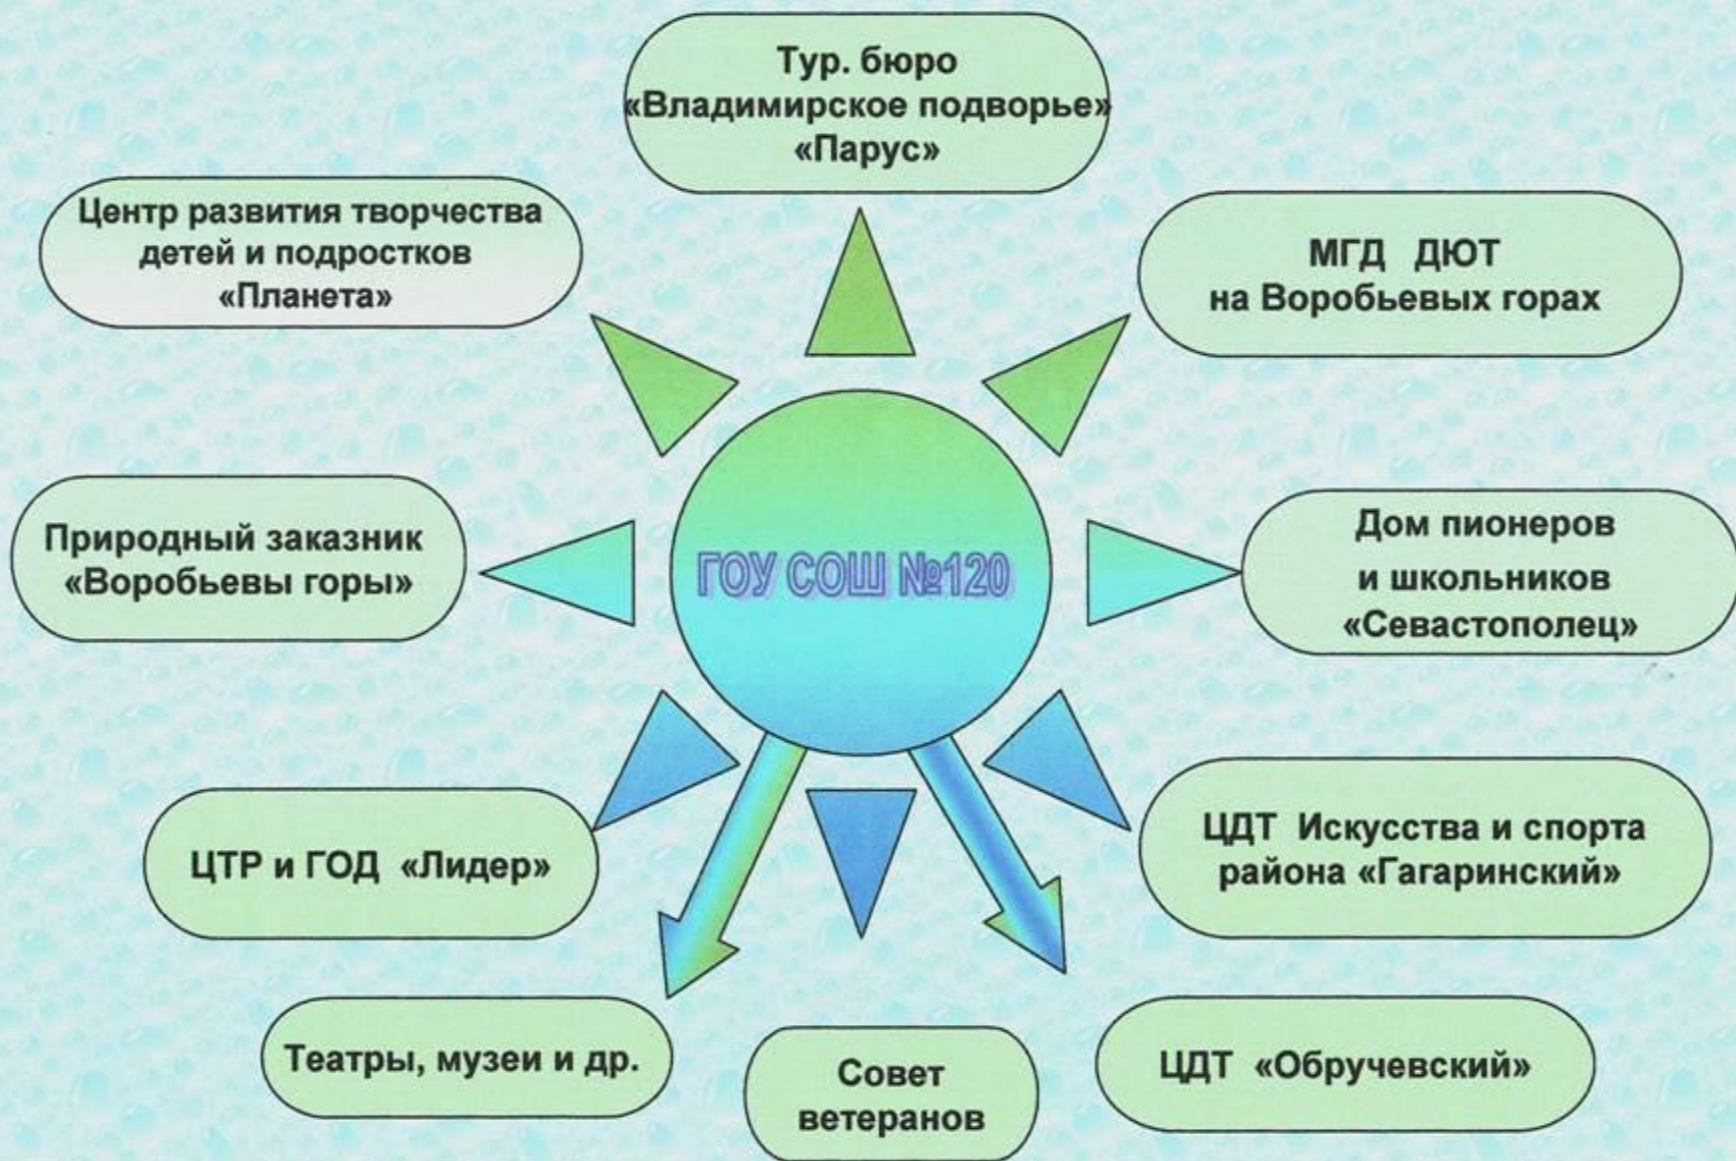 Тур. бюро
«Владимирское подворье»
«Парус»
Центр развития творчества
детей и подростков
«Планета»
МГД ДЮТ
на Воробьевых горах
Природный заказник
«Воробьевы горы»
ГОУ СОШ №120
Дом пионеров
и школьников
«Севастополец»
ЦТР и ГОД «Лидер»
ЦДТ Искусства и спорта
района «Гагаринский»
Театры, музеи и др.
Совет
ветеранов
ЦДТ «Обручевский»